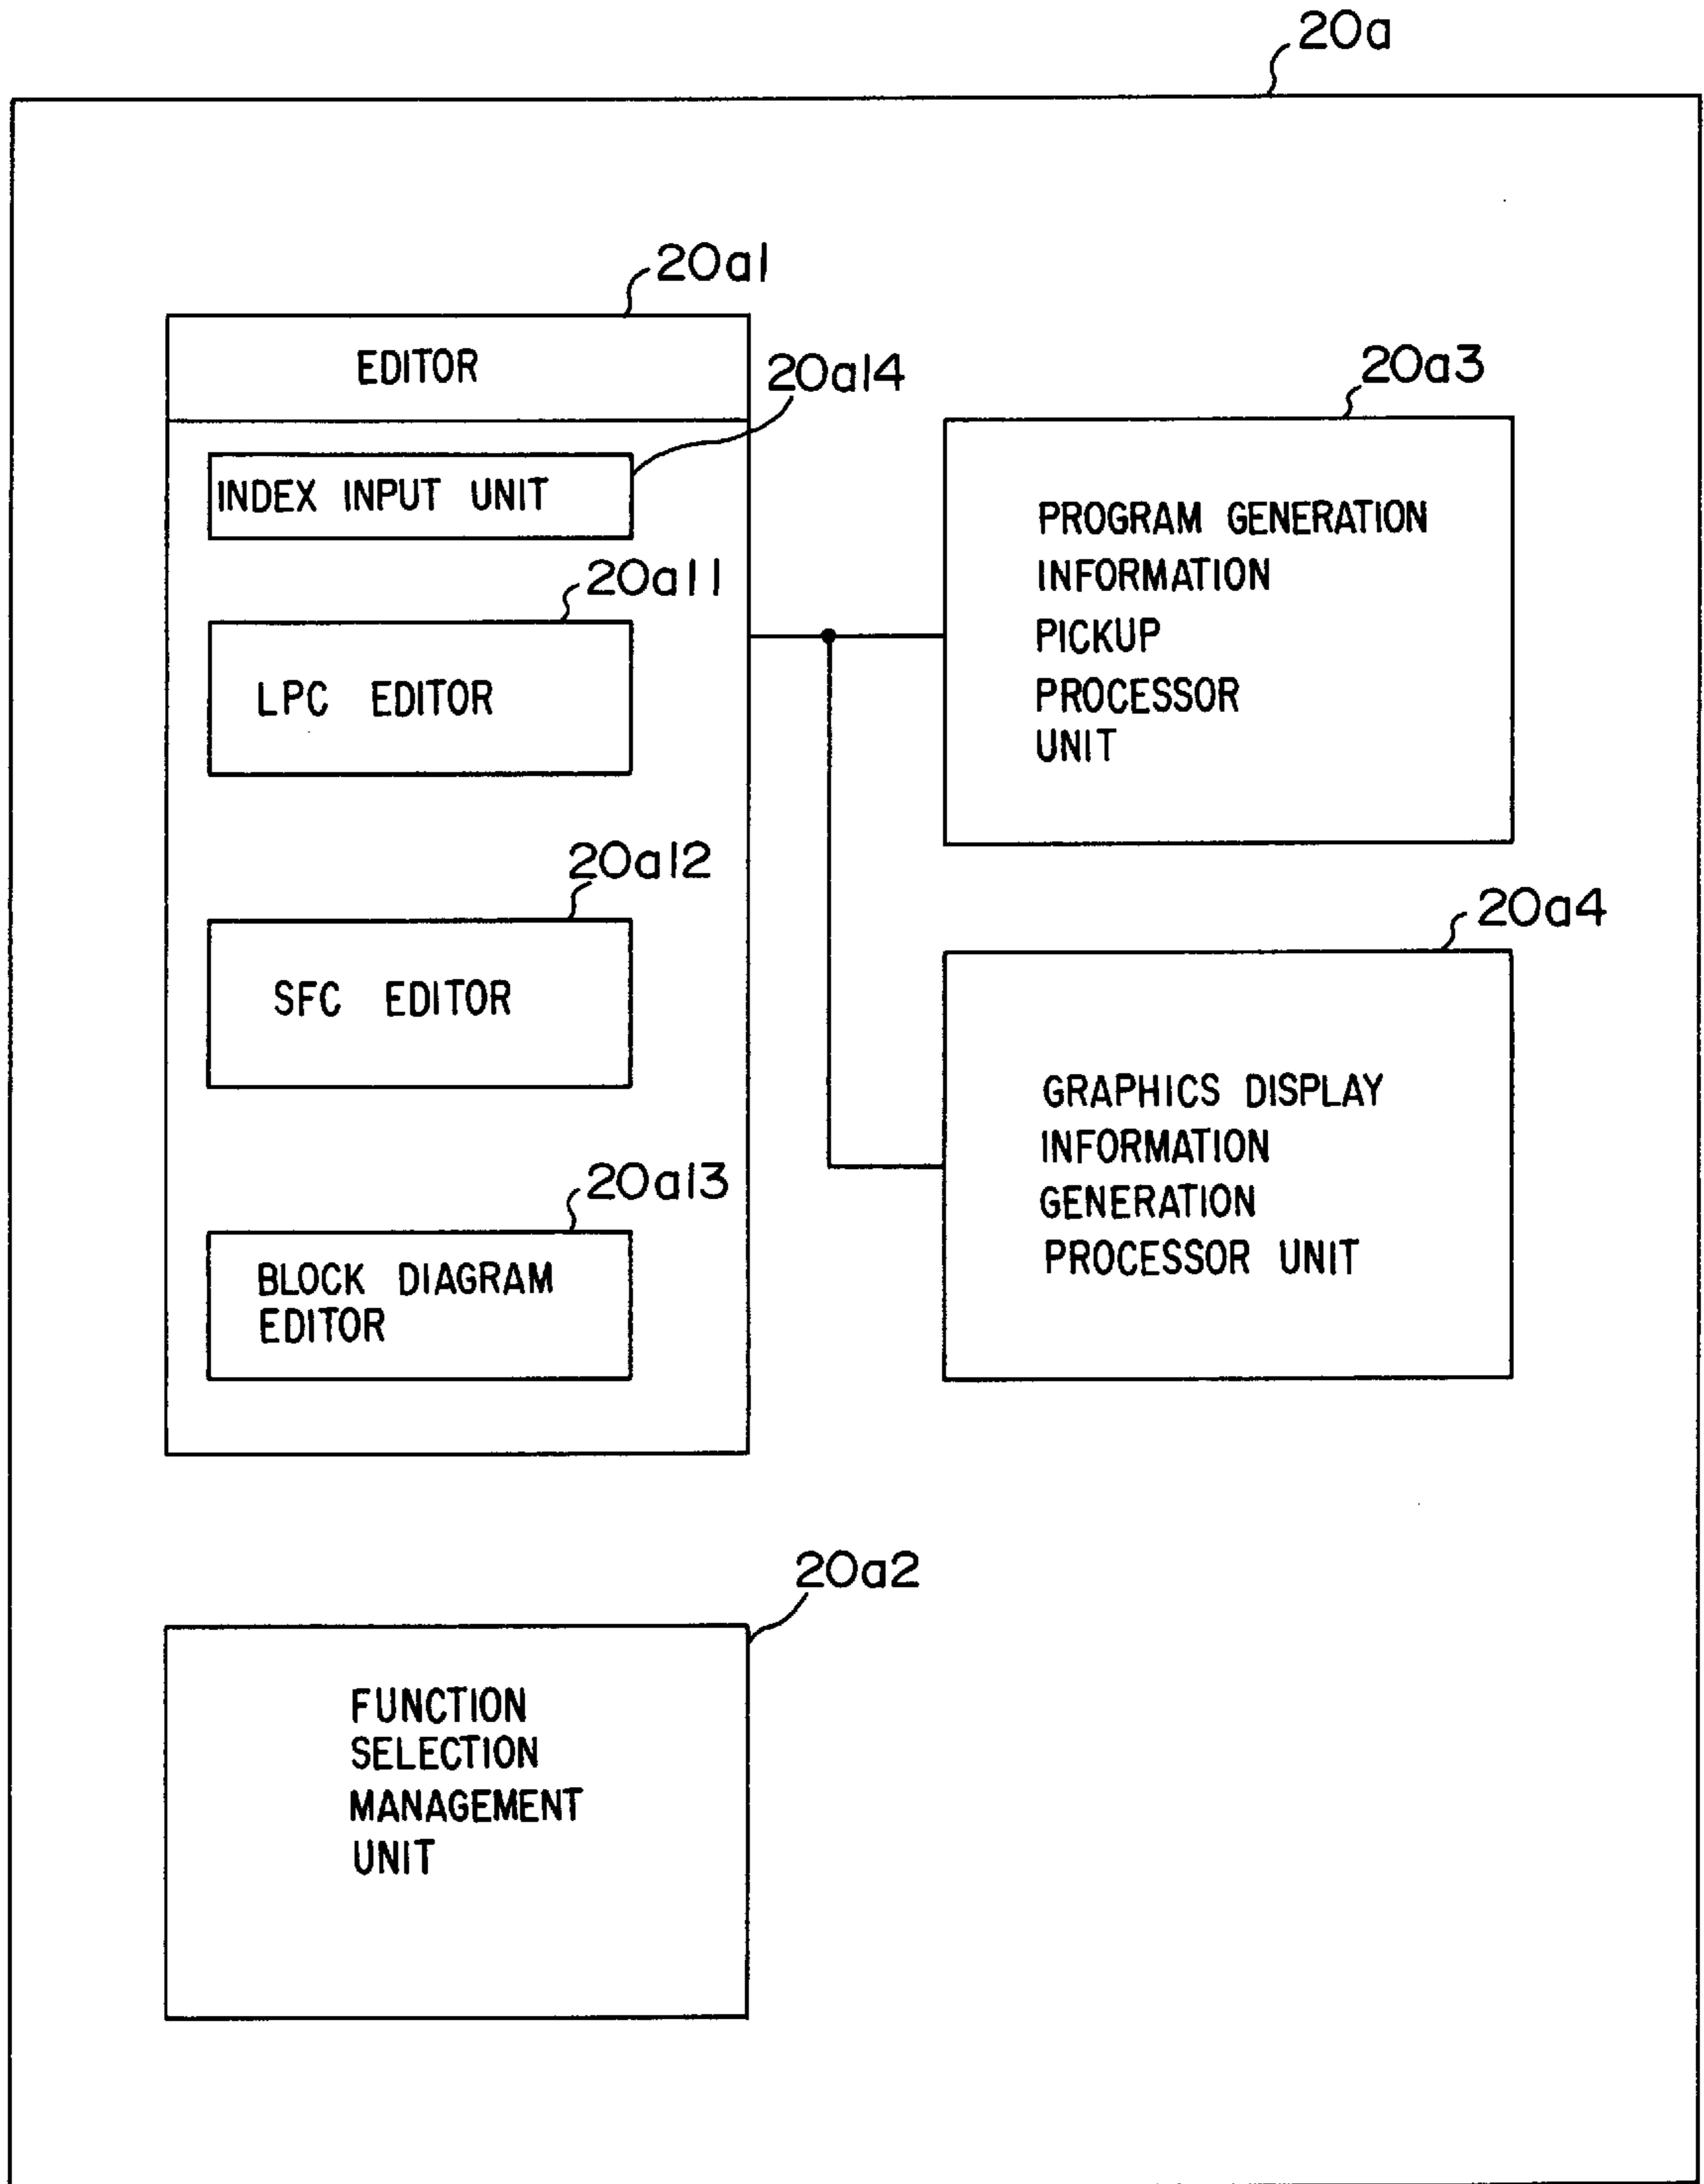 20a
20a1
EDITOR
20a14
INDEX INPUT UNIT
20a11
LPC EDITOR
20a12
SFC EDITOR
20a13
BLOCK DIAGRAM
EDITOR
20a3
PROGRAM GENERATION
INFORMATION
PICKUP
PROCESSOR
UNIT
20a4
GRAPHICS DISPLAY
INFORMATION
GENERATION
PROCESSOR UNIT
20a2
FUNCTION
SELECTION
MANAGEMENT
UNIT